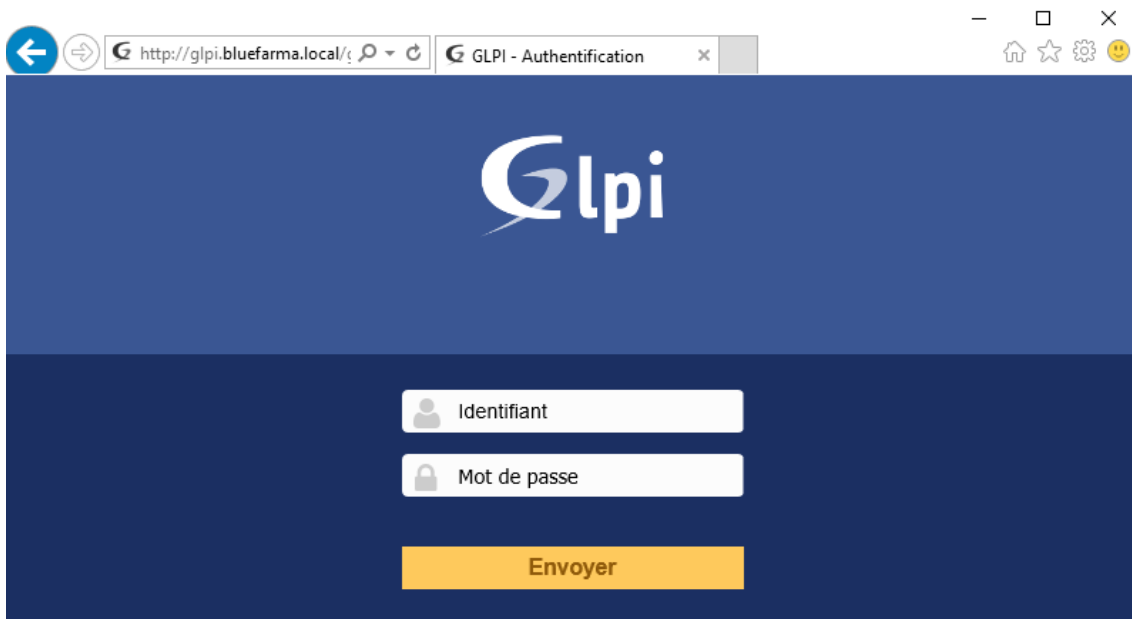 http://glpi.bluefarma.local/g
GLPI - Authentification
Glpi
Identifiant
Mot de passe
Envoyer